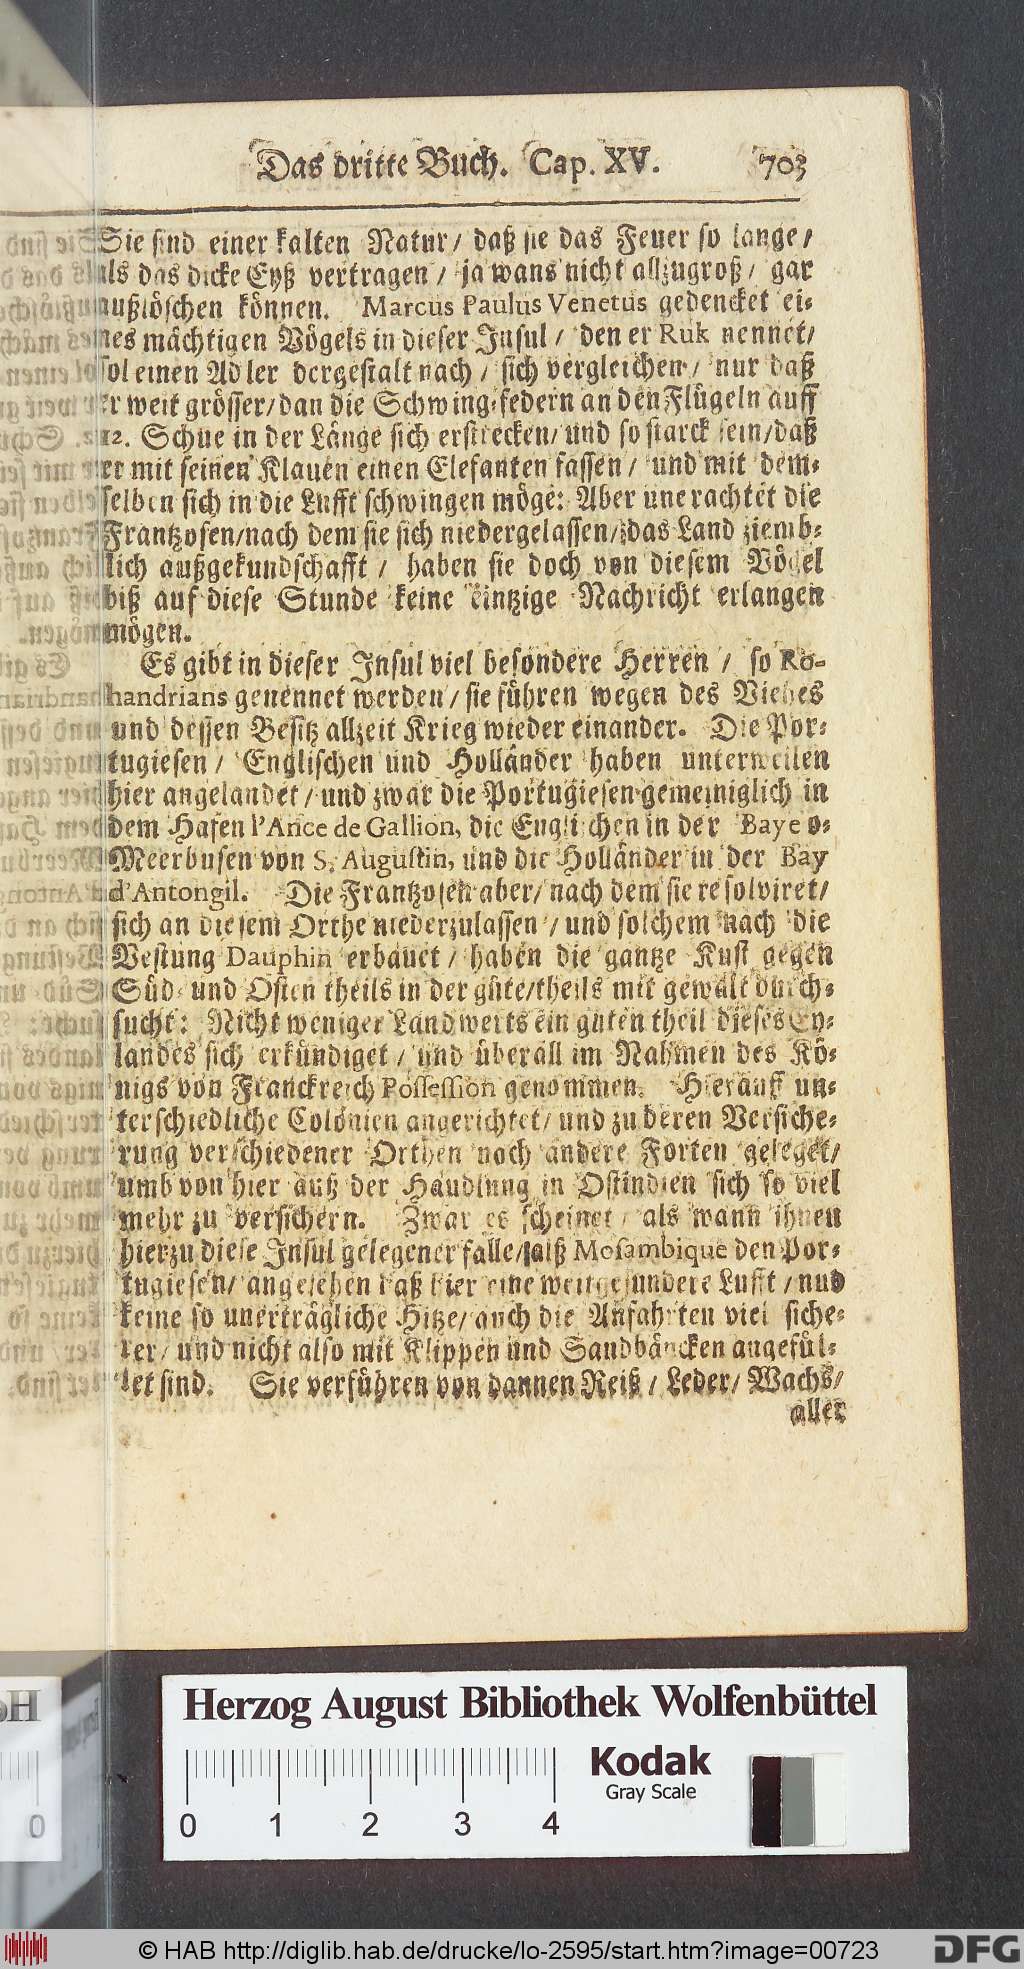 Das dritte Buch. Cap. XV. 703
Sie sind einer kalten Natur/ daß sie das Feuer so lange/
als das dicke Eyß vertragen/ ja wans nicht allzugroß/ gar
außlöschen können. Marcus Paulus Venetus gedencket ei-
nes mächtigen Vögels in dieser Insul/ den er Ruk nennet/
sol einen Adler dergestalt nach/ sich vergleichen/ nur daß
er weit grösser/dan die Schwing-federn an den Flügeln auff
12. Schue in der Länge sich erstrecken/ und so starck sein/daß
er mit seinen Klauen einen Elefanten fassen/ und mit dem-
selben sich in die Lufft schwingen möge: Aber unerachtet die
Frantzosen/nach dem sie sich niedergelassen/das Land ziemb-
lich außgekundschafft/ haben sie doch von diesem Vögel
biß auf diese Stunde keine eintzige Nachricht erlangen
mögen.
Es gibt in dieser Insul viel besondere Herren/ so Ro-
handrians genennet werden/ sie führen wegen des Viehes
und dessen Besitz allzeit Krieg wieder einander. Die Por-
tugiesen/ Englischen und Holländer haben unterweilen
hier angelandet/ und zwar die Portugiesen gemeiniglich in
dem Hafen l'Ance de Gallion, die Englischen in der Baye o-
Meerbusen von S. Augustin, und die Holländer in der Bay
d'Antongil. Die Frantzosen aber/ nach dem sie resolviret/
sich an diesem Orthe niederzulassen/ und solchem nach die
Vestung Dauphin erbauet/ haben die gantze Kust gegen
Süd- und Osten theils in der güte/theils mit gewalt durch-
sucht: Nicht weniger Landwerts ein guten theil dieses Ey-
landes sich erkündiget/ und überall im Nahmen des Kö-
nigs von Franckreich Possession genommen. Hierauff un-
terschiedliche Colonien angerichtet/ und zu deren Versiche-
rung verschiedener Orthen noch andere Forten geleget/
umb von hier auß der Handlung in Ostindien sich so viel
mehr zu versichern. Zwar es scheinet/ als wann ihnen
hierzu diese Insul gelegener falle/ alß Mosambique den Por-
tugiesen/ angesehen daß hier eine weit gesundere Lufft/ nud
keine so unerträgliche Hitze/ auch die Anfahrten viel siche-
rer/ und nicht also mit Klippen und Sandbäncken angefül-
let sind. Sie verführen von dannen Reiß/ Leder/ Wachs/
aller
Herzog August Bibliothek Wolfenbüttel
Kodak
Gray Scale
0 1 2 3 4
© HAB http://diglib.hab.de/drucke/lo-2595/start.htm?image=00723
DFG